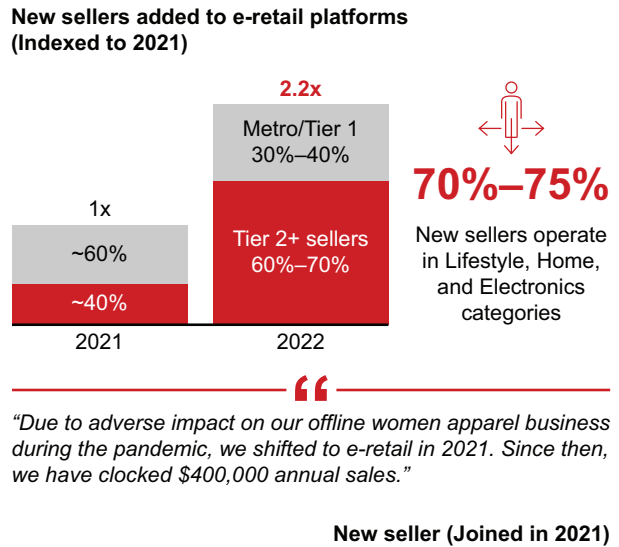 New sellers added to e-retail platforms
(Indexed to 2021)
2.2x
Metro/Tier 1
30%–40%
1x
~60%
Tier 2+ sellers
60%–70%
~40%
2021
2022
70%–75%
New sellers operate
in Lifestyle, Home,
and Electronics
categories
“Due to adverse impact on our offline women apparel business
during the pandemic, we shifted to e-retail in 2021. Since then,
we have clocked $400,000 annual sales.”
New seller (Joined in 2021)